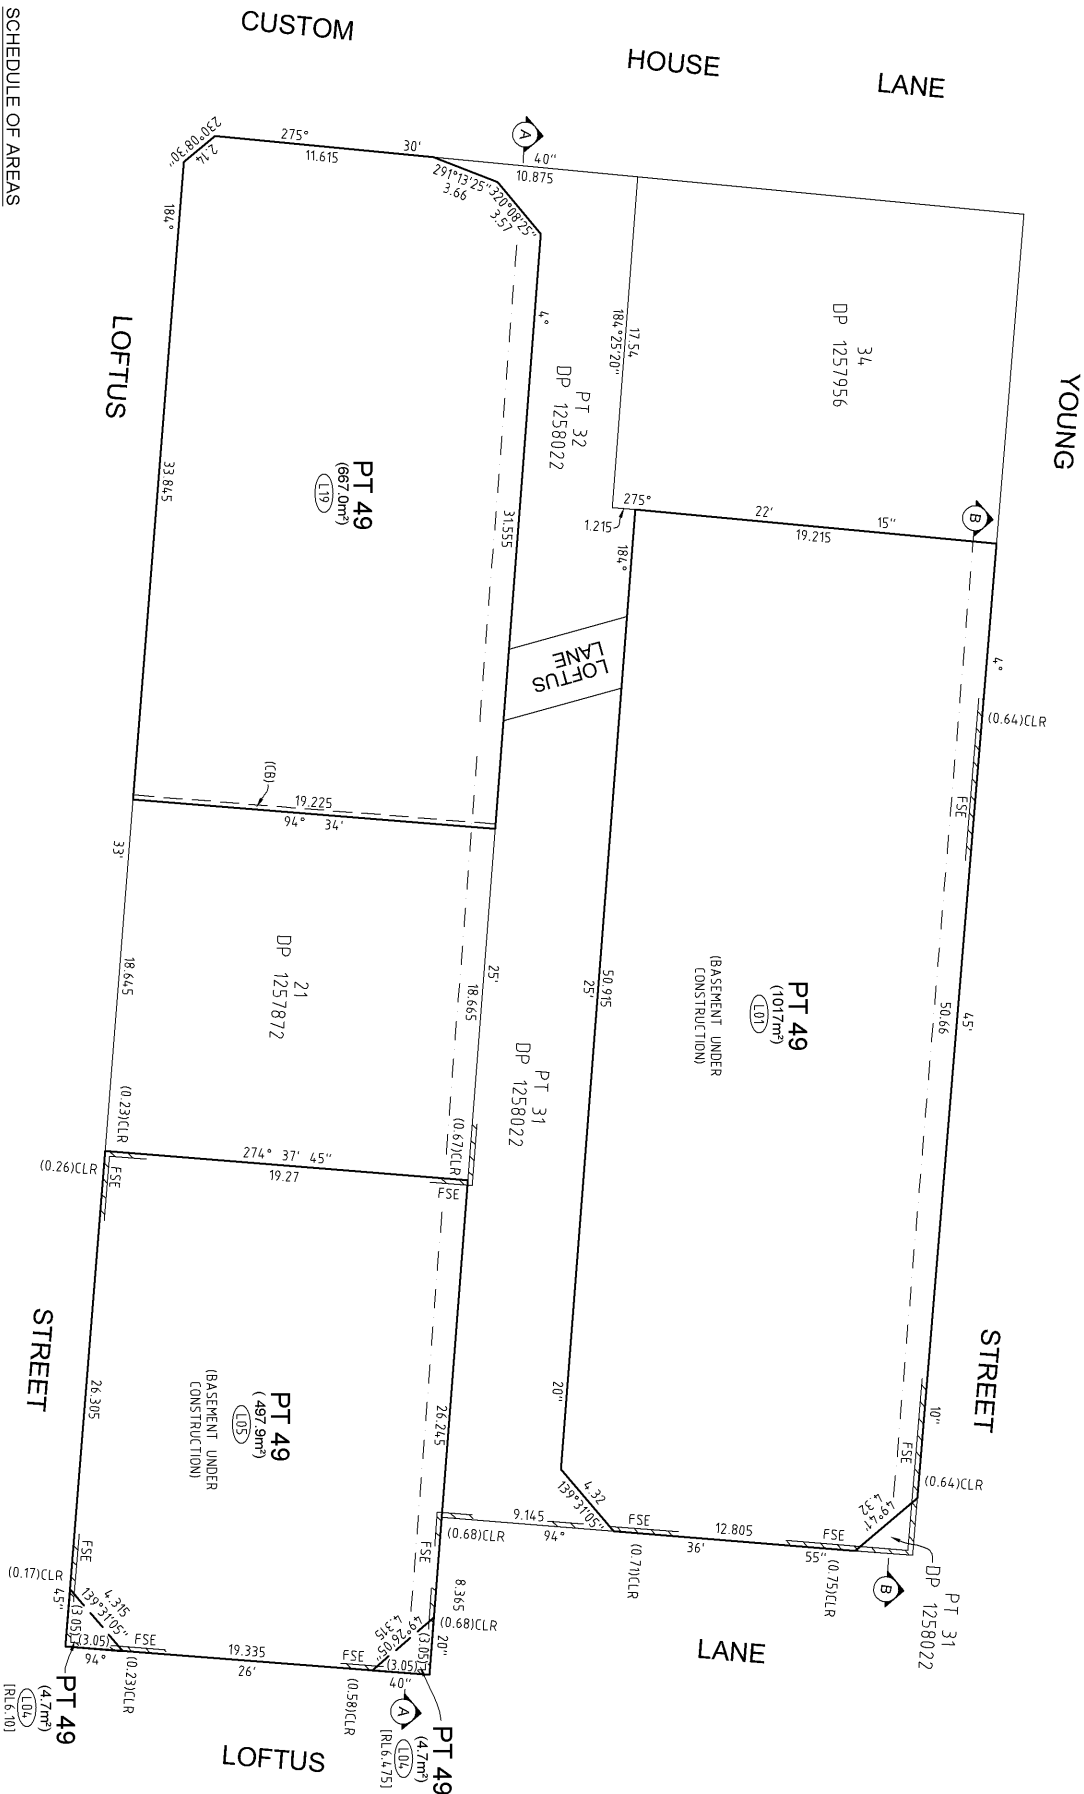 CUSTOM
HOUSE
LANE
SCHEDULE OF AREAS
YOUNG
STREET
LOFTUS
STREET
LOFTUS
LANE
LOFTUS
LANE
230°08'30"
2.14
275°
30'
40"
11.615
10.875
A
291°13'25"
3.66
320°08'25"
3.57
184°
33.845
33'
4°
31.555
25'
PT 49
(667.0m²)
L19
PT 32
DP 1258022
17.54
184°25'20"
34
DP 1257956
275°
22'
15"
1.215
19.215
B
184°
50.915
25'
20"
4°
(0.64)CLR
FSE
45'
50.66
10"
FSE
(0.64)CLR
49°41'
4.32
PT 49
(1017m²)
L01
(BASEMENT UNDER
CONSTRUCTION)
(CB)
19.225
94° 34'
18.645
18.665
21
DP 1257872
PT 31
DP 1258022
(0.23)CLR
(0.26)CLR
FSE
274° 37' 45"
19.27
(0.67)CLR
FSE
26.305
26.245
PT 49
(497.9m²)
L05
(BASEMENT UNDER
CONSTRUCTION)
4.32
139°31'05"
9.145
94°
(0.68)CLR
FSE
(0.71)CLR
12.805
36'
FSE
55"
(0.75)CLR
B
PT 31
DP 1258022
FSE
8.365
20"
(0.68)CLR
49°26'05"
4.315
(3.05)
(3.05)
FSE
(0.17)CLR
45"
4.315
139°31'05"
(3.05)
(3.05)
94°
FSE
(0.23)CLR
19.335
26'
FSE
(0.58)CLR
40"
A
PT 49
(4.7m²)
L04
[RL6.10]
PT 49
(4.7m²)
L04
[RL6.475]